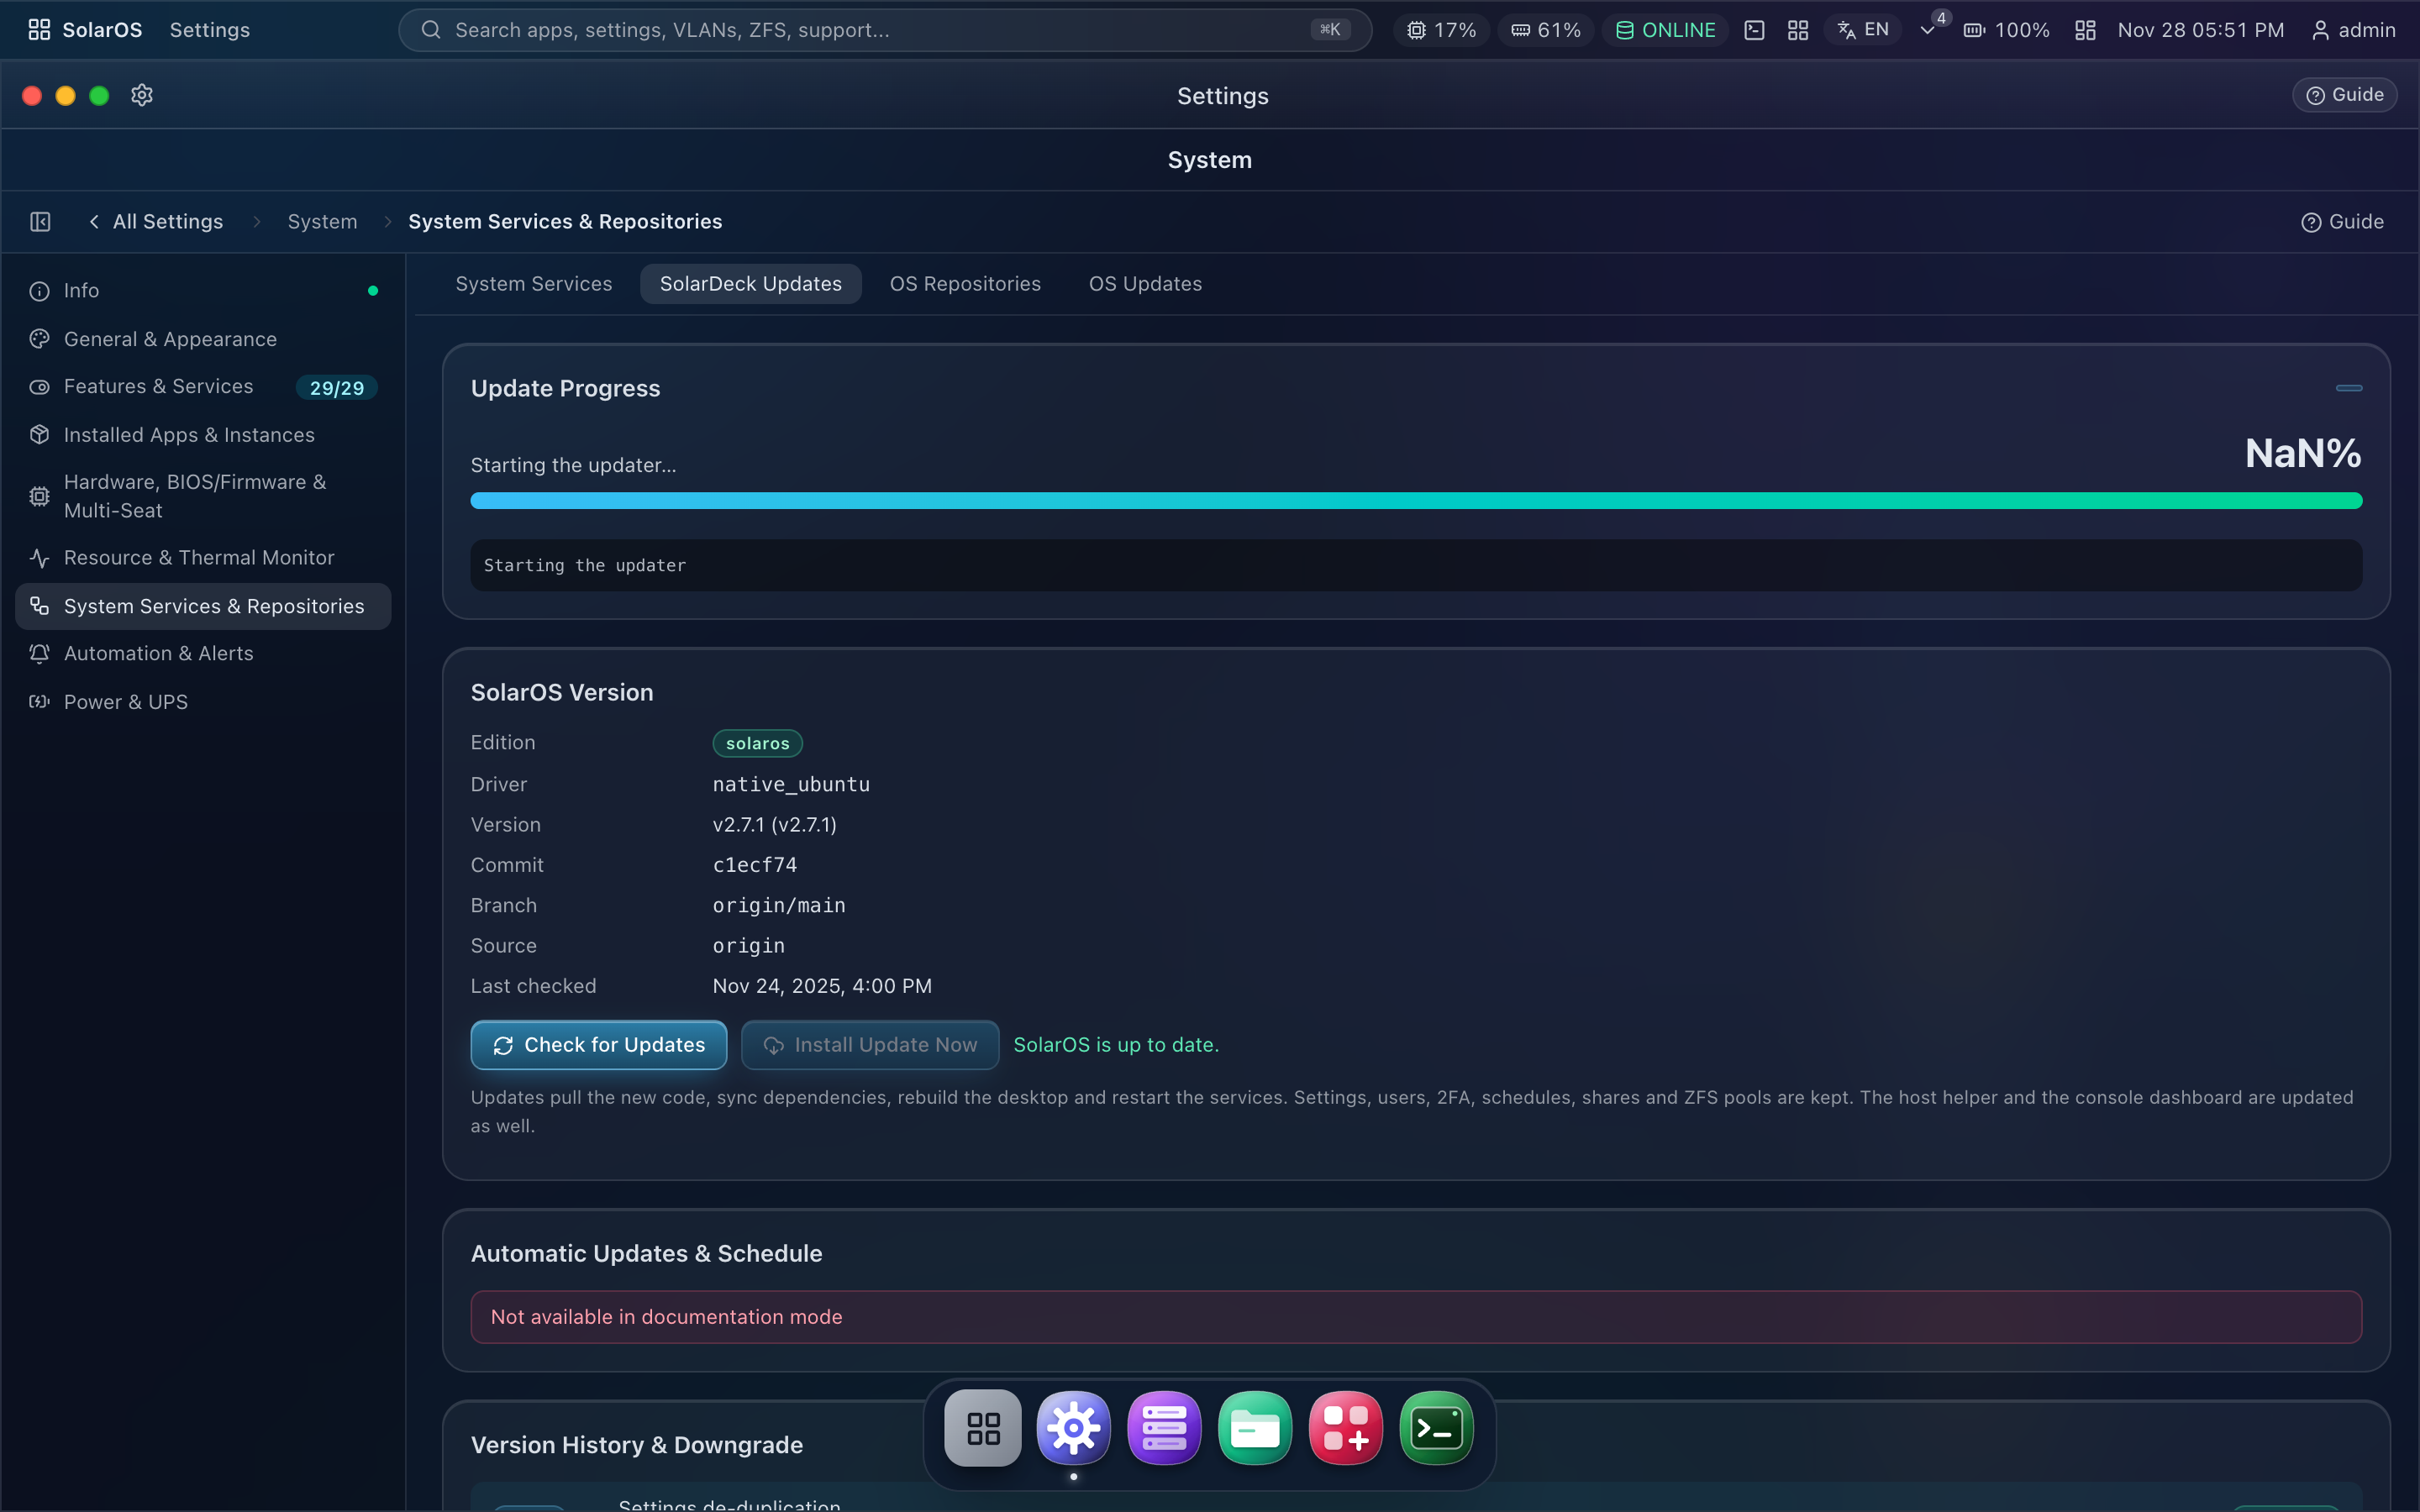 SolarOS Settings Search apps, settings, VLANs, ZFS, support... ⌘K 17% 61% ONLINE EN 4 100% Nov 28 05:51 PM admin
Settings Guide
System
All Settings System System Services & Repositories Guide
Info
General & Appearance
Features & Services 29/29
Installed Apps & Instances
Hardware, BIOS/Firmware &
Multi-Seat
Resource & Thermal Monitor
System Services & Repositories
Automation & Alerts
Power & UPS
System Services SolarDeck Updates OS Repositories OS Updates
Update Progress
Starting the updater... NaN%
Starting the updater
SolarOS Version
Edition solaros
Driver native_ubuntu
Version v2.7.1 (v2.7.1)
Commit c1ecf74
Branch origin/main
Source origin
Last checked Nov 24, 2025, 4:00 PM
Check for Updates Install Update Now SolarOS is up to date.
Updates pull the new code, sync dependencies, rebuild the desktop and restart the services. Settings, users, 2FA, schedules, shares and ZFS pools are kept. The host helper and the console dashboard are updated
as well.
Automatic Updates & Schedule
Not available in documentation mode
Version History & Downgrade
Settings de-duplication